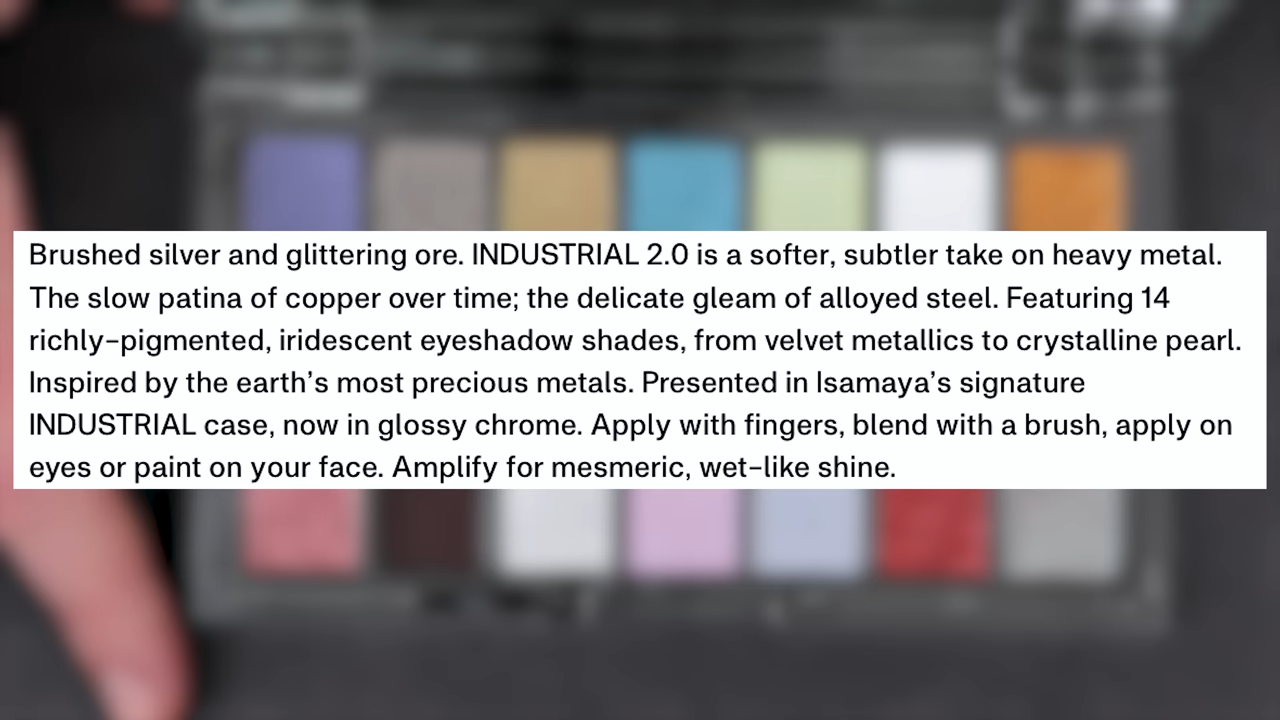 Brushed silver and glittering ore. INDUSTRIAL 2.0 is a softer, subtler take on heavy metal.
The slow patina of copper over time; the delicate gleam of alloyed steel. Featuring 14
richly-pigmented, iridescent eyeshadow shades, from velvet metallics to crystalline pearl.
Inspired by the earth’s most precious metals. Presented in Isamaya’s signature
INDUSTRIAL case, now in glossy chrome. Apply with fingers, blend with a brush, apply on
eyes or paint on your face. Amplify for mesmeric, wet-like shine.